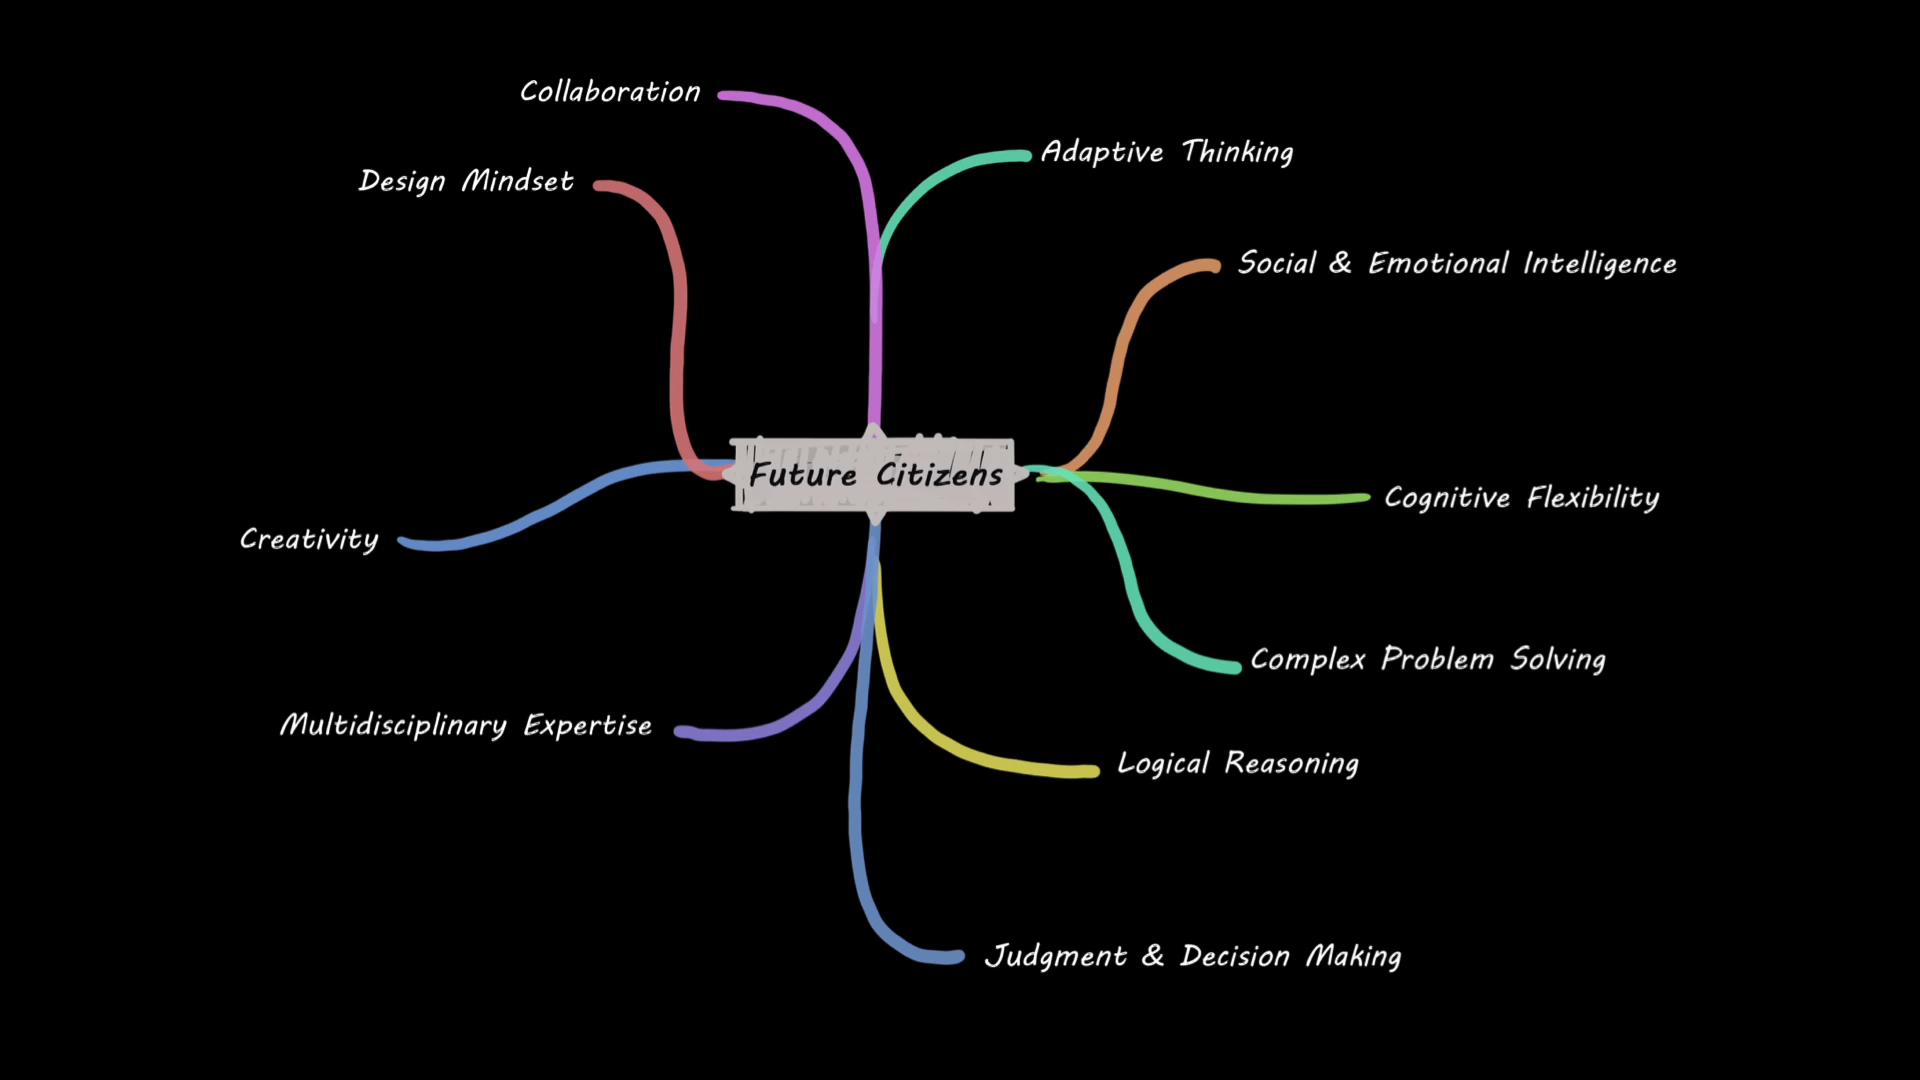 Collaboration
Adaptive Thinking
Design Mindset
Social & Emotional Intelligence
Future Citizens
Cognitive Flexibility
Creativity
Complex Problem Solving
Multidisciplinary Expertise
Logical Reasoning
Judgment & Decision Making